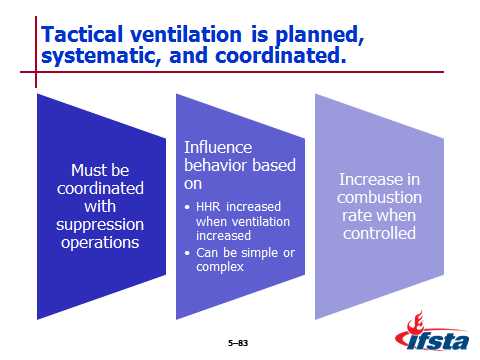 Tactical ventilation is planned,
systematic, and coordinated.
Must be
coordinated
with
suppression
operations
Influence
behavior based
on
• HHR increased
when ventilation
increased
• Can be simple or
complex
Increase in
combustion
rate when
controlled
5–83
ifsta